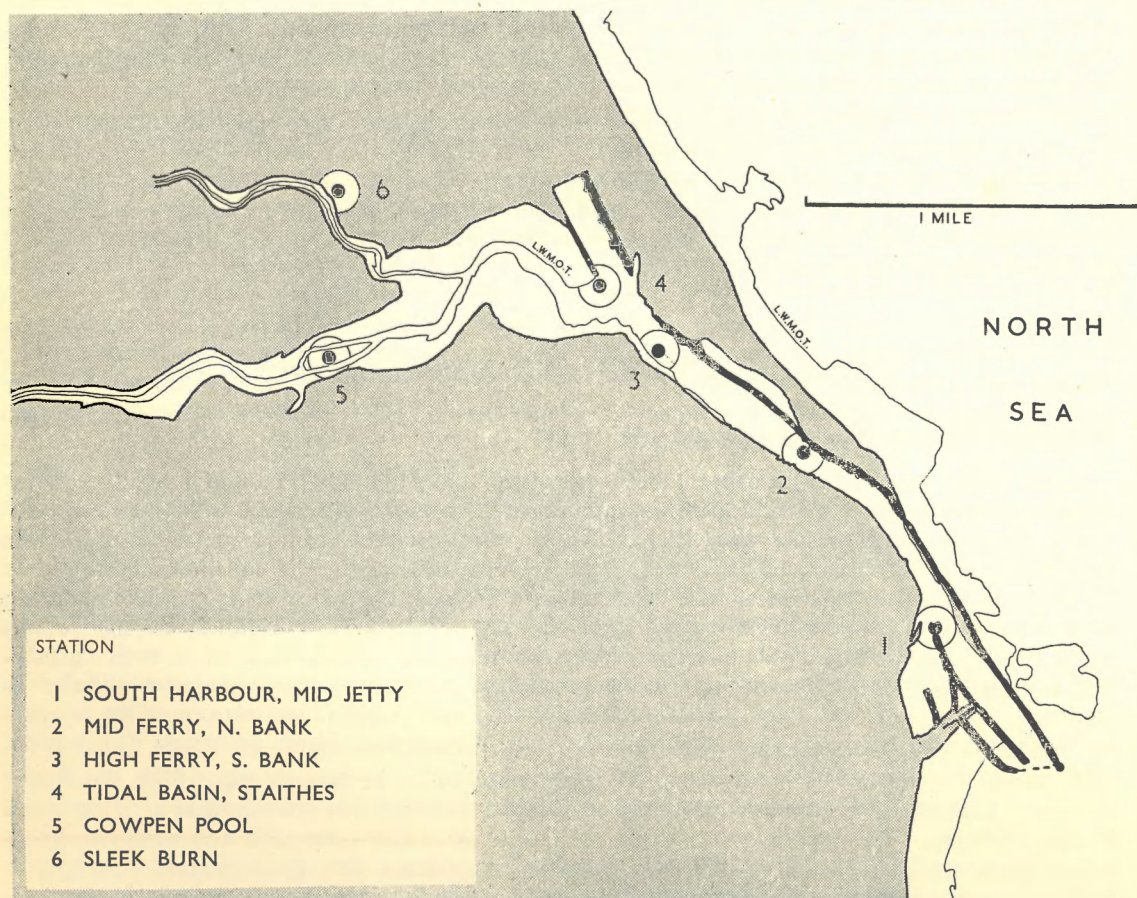 6
L.W.M.O.T.
4
I MILE
L.W.M.O.T.
NORTH
SEA
3
5
2
1
STATION
I SOUTH HARBOUR, MID JETTY
2 MID FERRY, N. BANK
3 HIGH FERRY, S. BANK
4 TIDAL BASIN, STAITHES
5 COWPEN POOL
6 SLEEK BURN